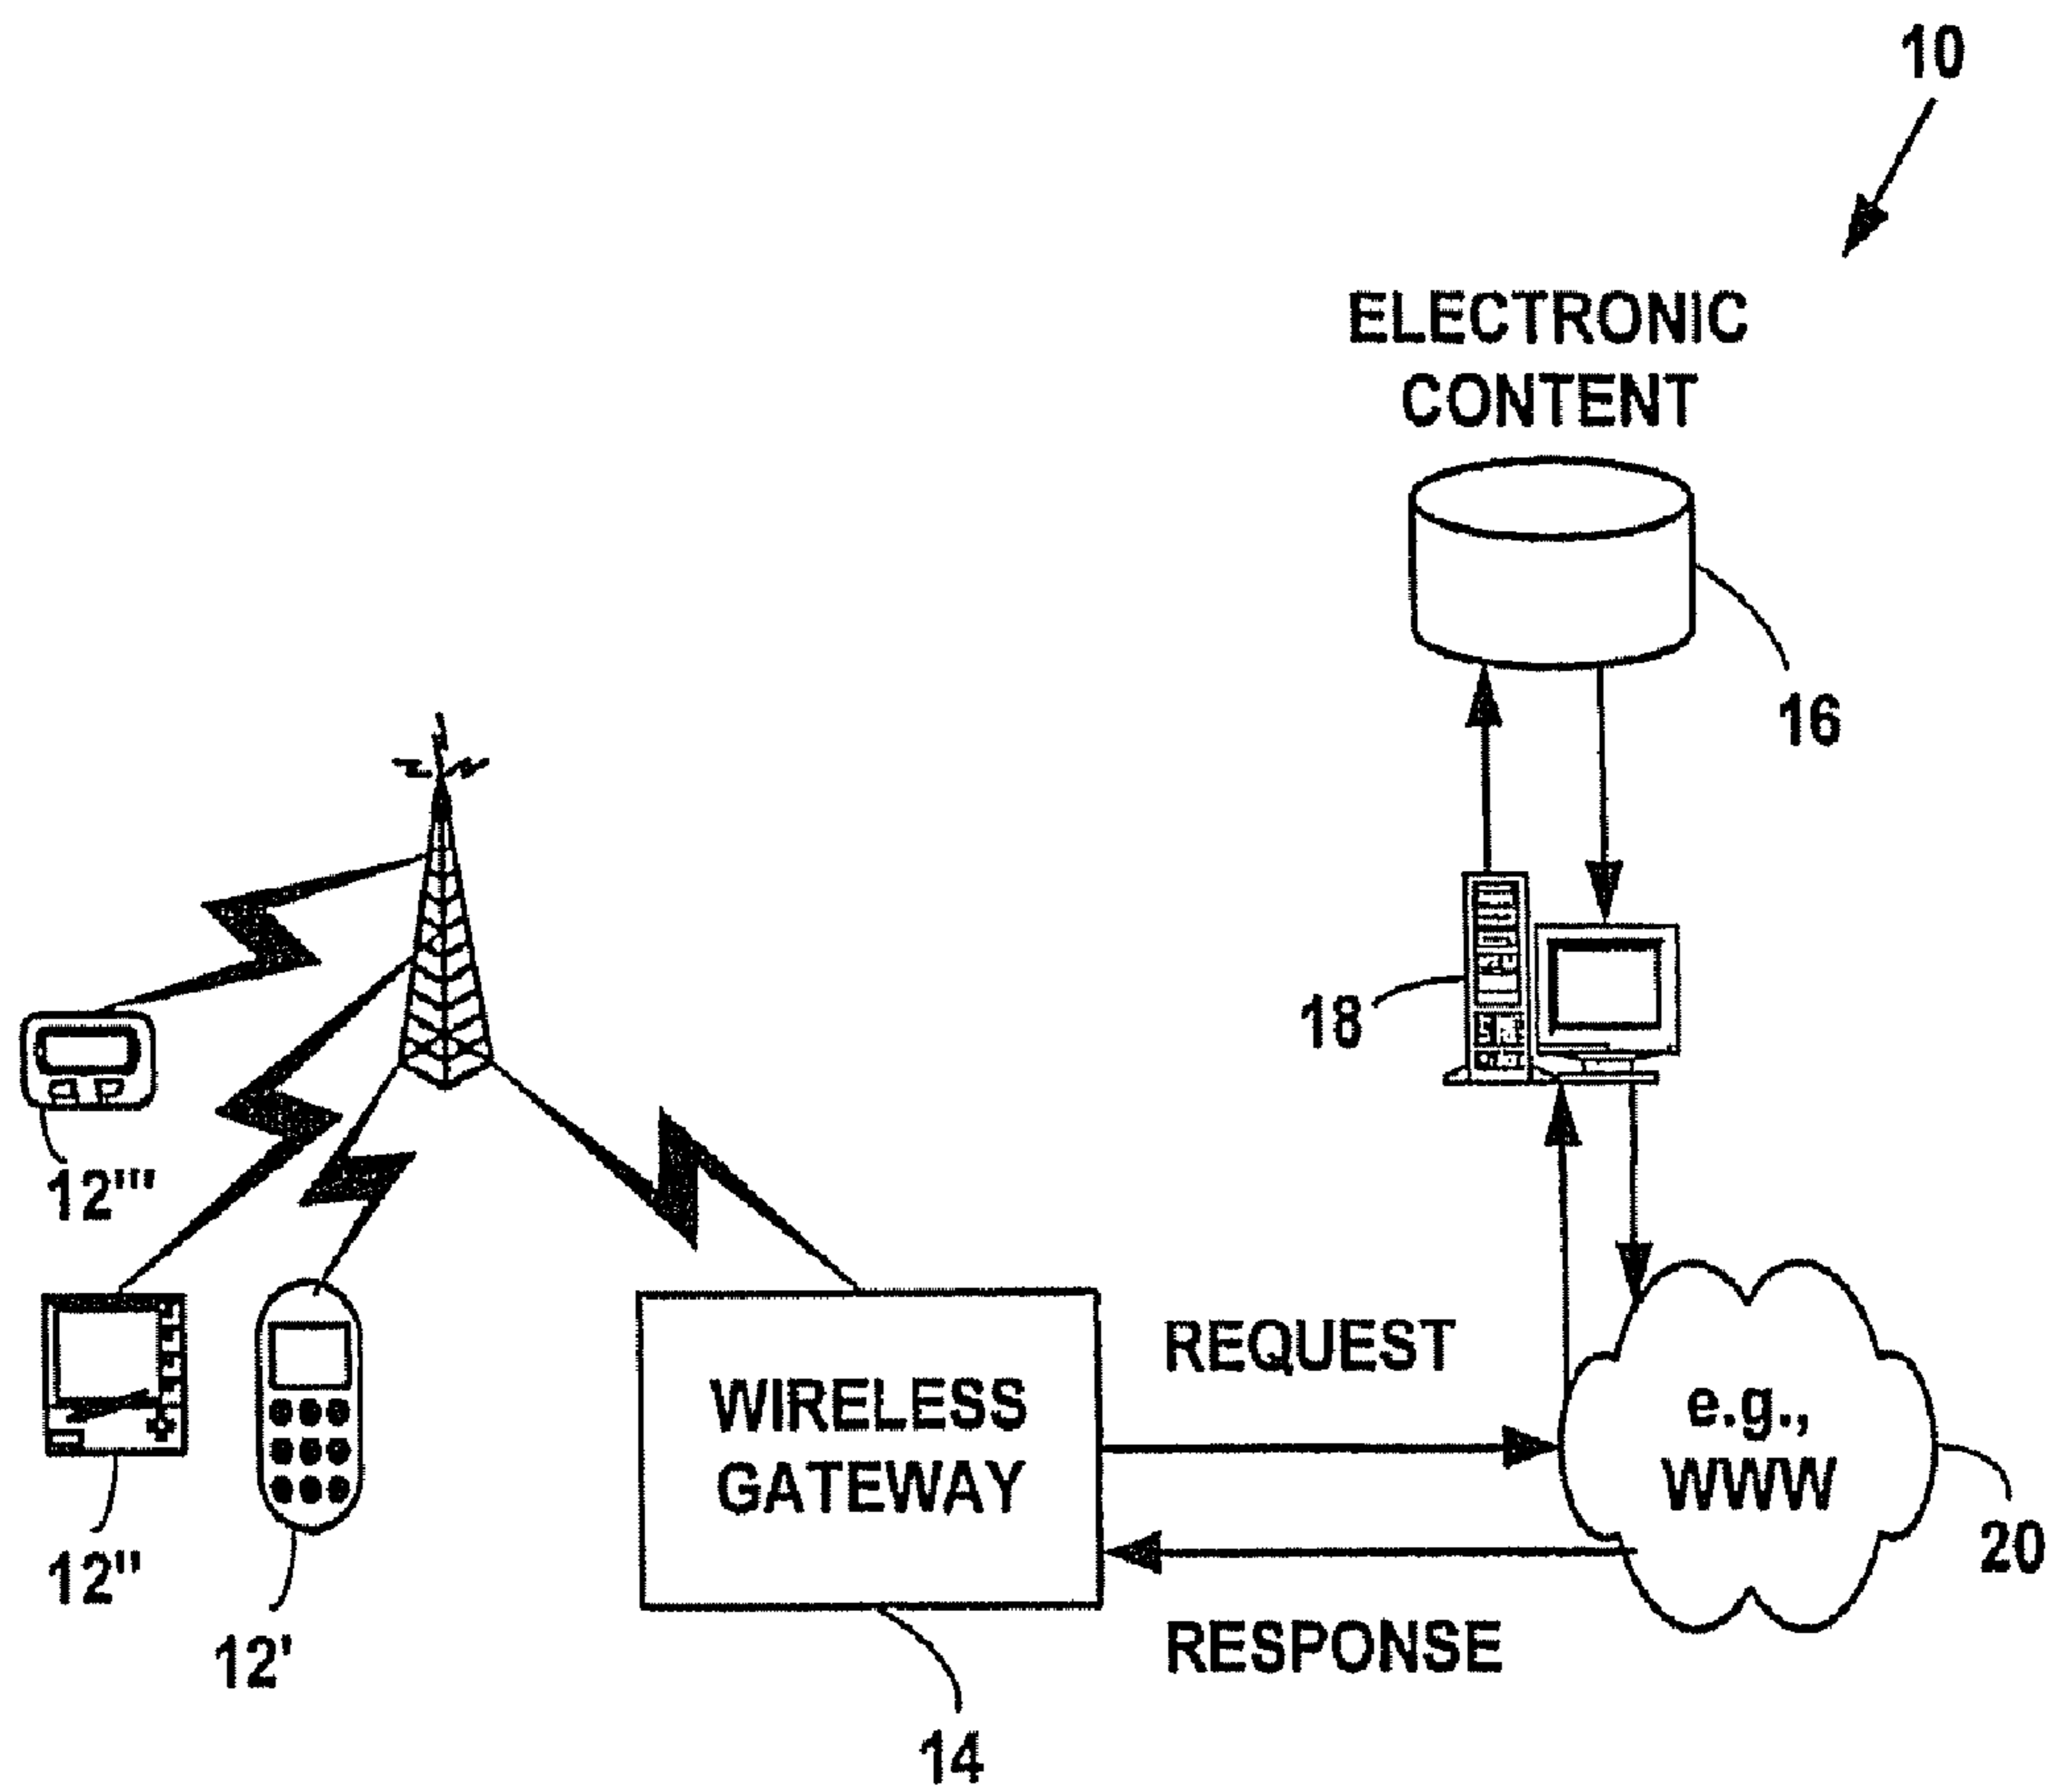 10
ELECTRONIC
CONTENT
16
18
12'''
12''
12'
WIRELESS
GATEWAY
14
REQUEST
RESPONSE
e.g.,
WWW
20